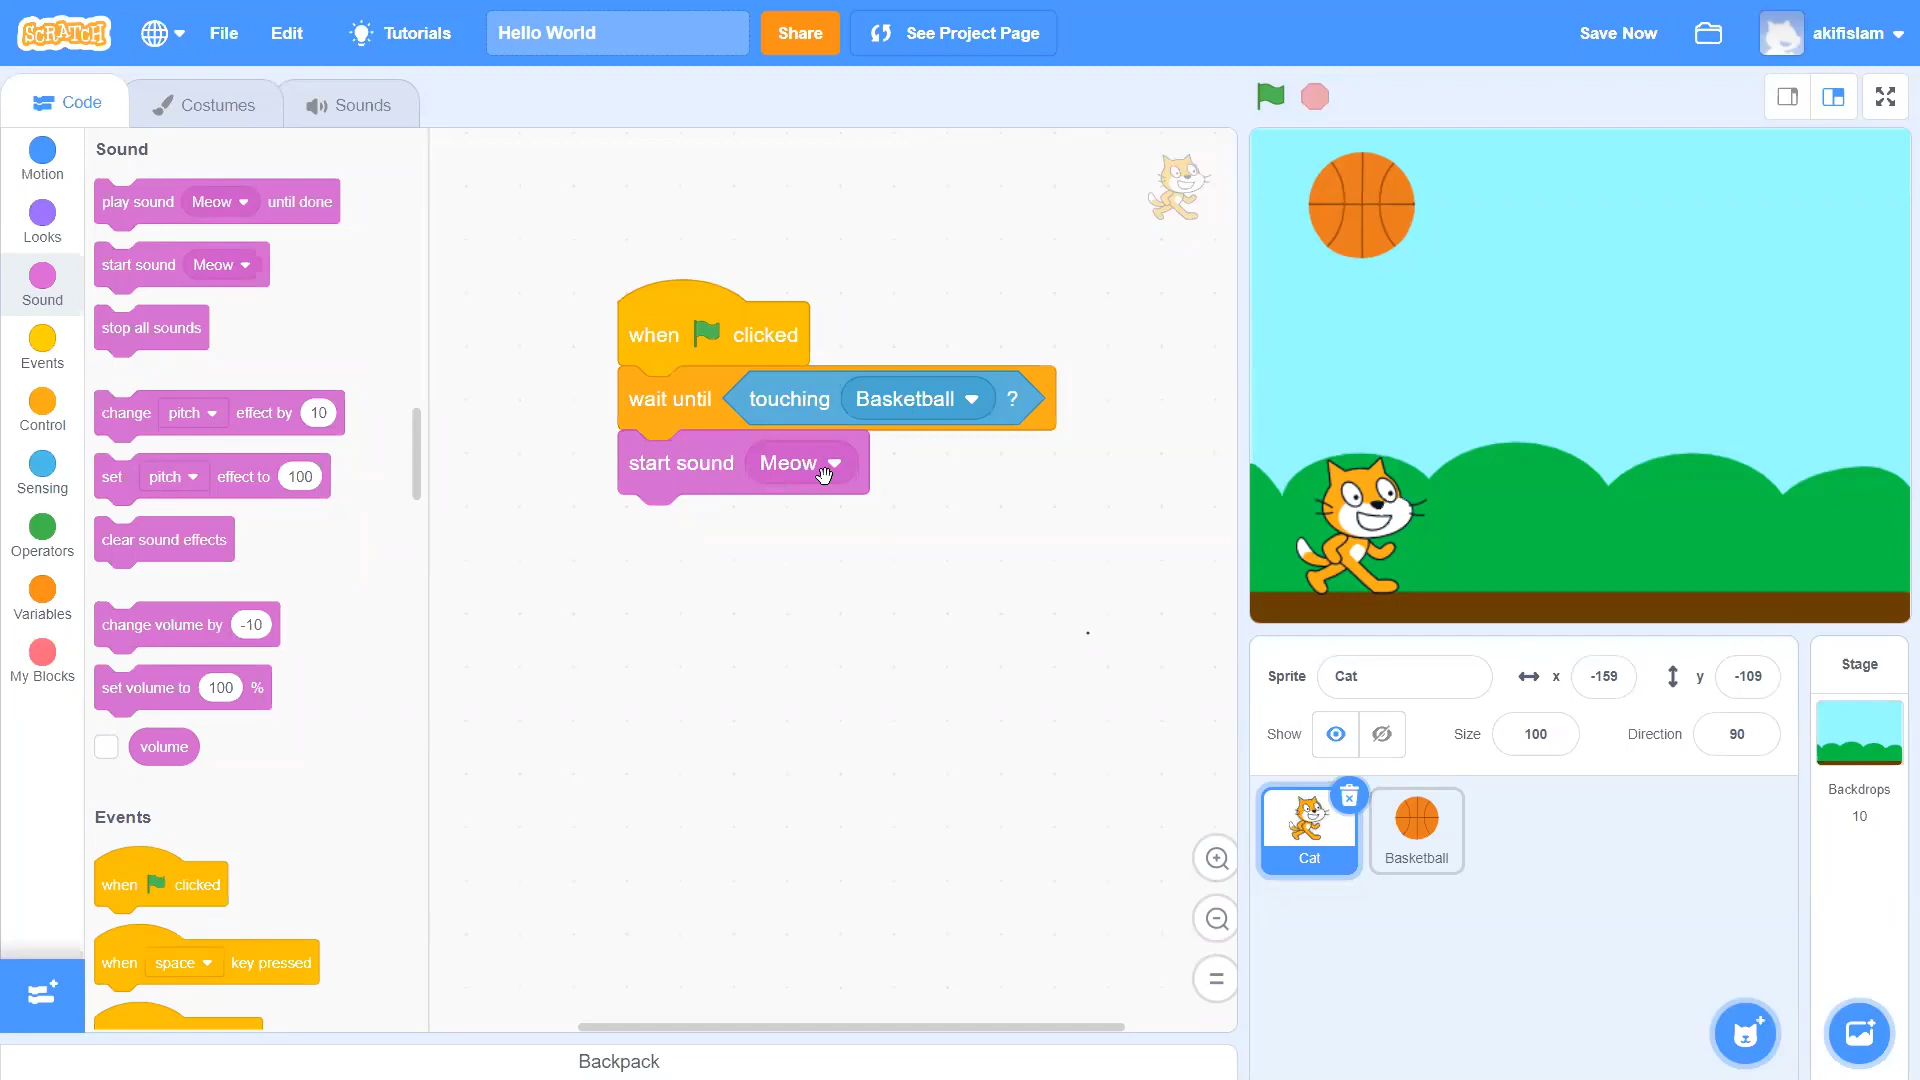 SCRATCH File Edit Tutorials Hello World Share See Project Page Save Now akifislam
Code Costumes Sounds
Motion
Looks
Sound
Events
Control
Sensing
Operators
Variables
My Blocks
Sound
play sound Meow until done
start sound Meow
stop all sounds
change pitch effect by 10
set pitch effect to 100
clear sound effects
change volume by -10
set volume to 100 %
volume
Events
when clicked
when space key pressed
when clicked
wait until touching Basketball ?
start sound Meow
Backpack
Sprite Cat x -159 y -109
Show Size 100 Direction 90
Cat Basketball
Stage
Backdrops
10